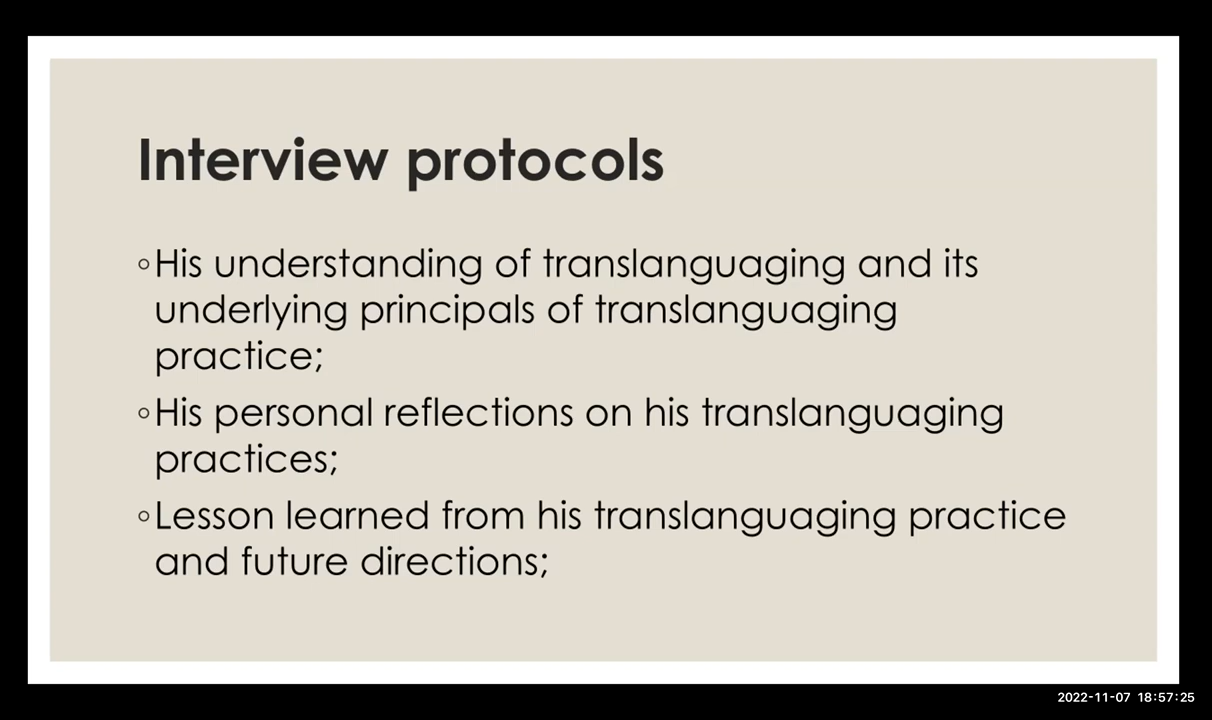 Interview protocols
◦His understanding of translanguaging and its
underlying principals of translanguaging
practice;
◦His personal reflections on his translanguaging
practices;
◦Lesson learned from his translanguaging practice
and future directions;
2022-11-07 18:57:25